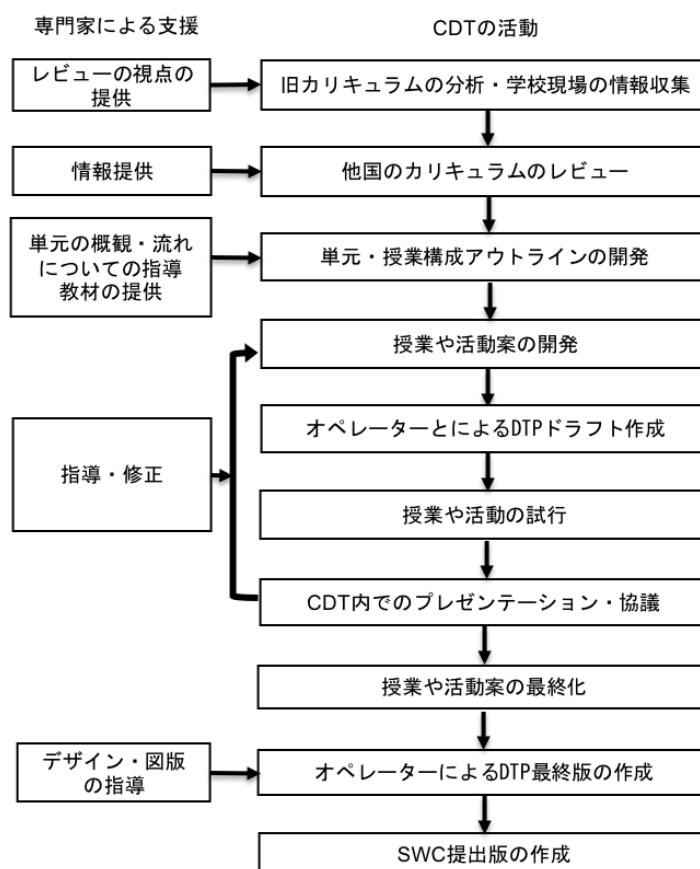 専門家による支援
CDTの活動
レビューの視点の
提供
旧カリキュラムの分析・学校現場の情報収集
情報提供
他国のカリキュラムのレビュー
単元の概観・流れ
についての指導
教材の提供
単元・授業構成アウトラインの開発
授業や活動案の開発
オペレーターとによるDTPドラフト作成
指導・修正
授業や活動の試行
CDT内でのプレゼンテーション・協議
授業や活動案の最終化
デザイン・図版
の指導
オペレーターによるDTP最終版の作成
SWC提出版の作成